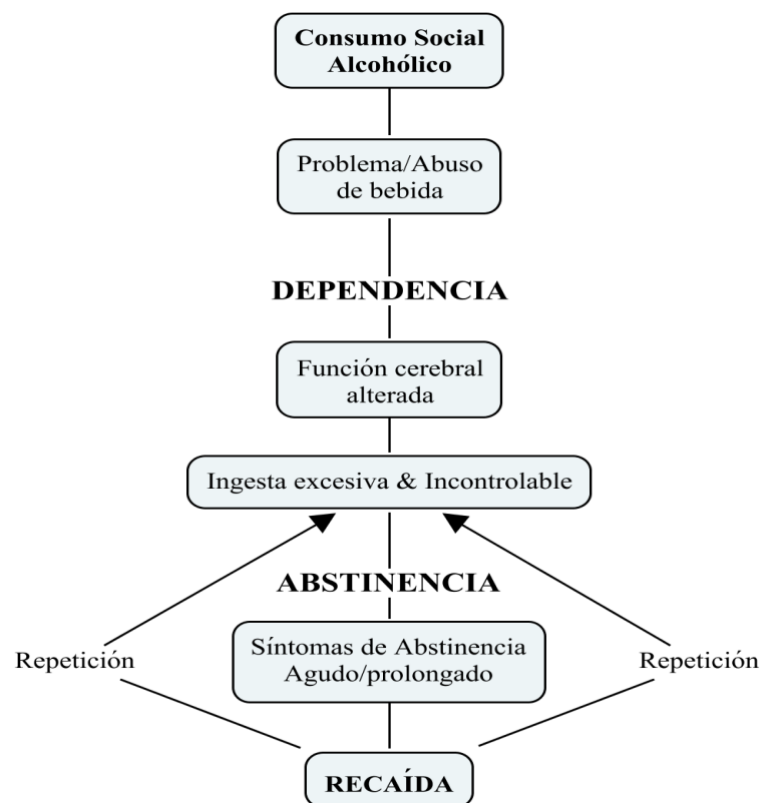 Consumo Social
Alcohólico
Problema/Abuso
de bebida
DEPENDENCIA
Función cerebral
alterada
Ingesta excesiva & Incontrolable
ABSTINENCIA
Síntomas de Abstinencia
Agudo/prolongado
Repetición
Repetición
RECAÍDA